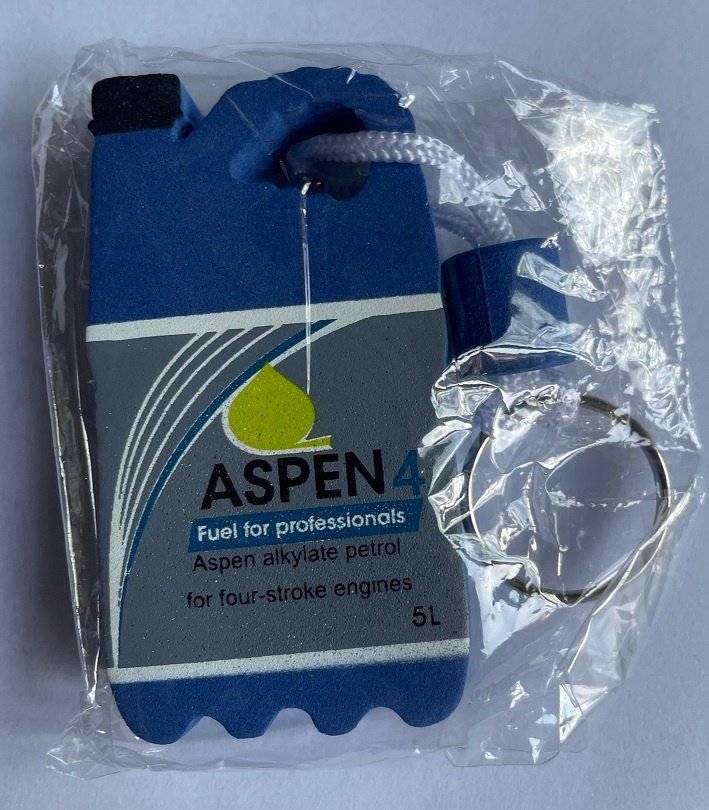 ASPEN 4
Fuel for professionals
Aspen alkylate petrol
for four-stroke engines
5L